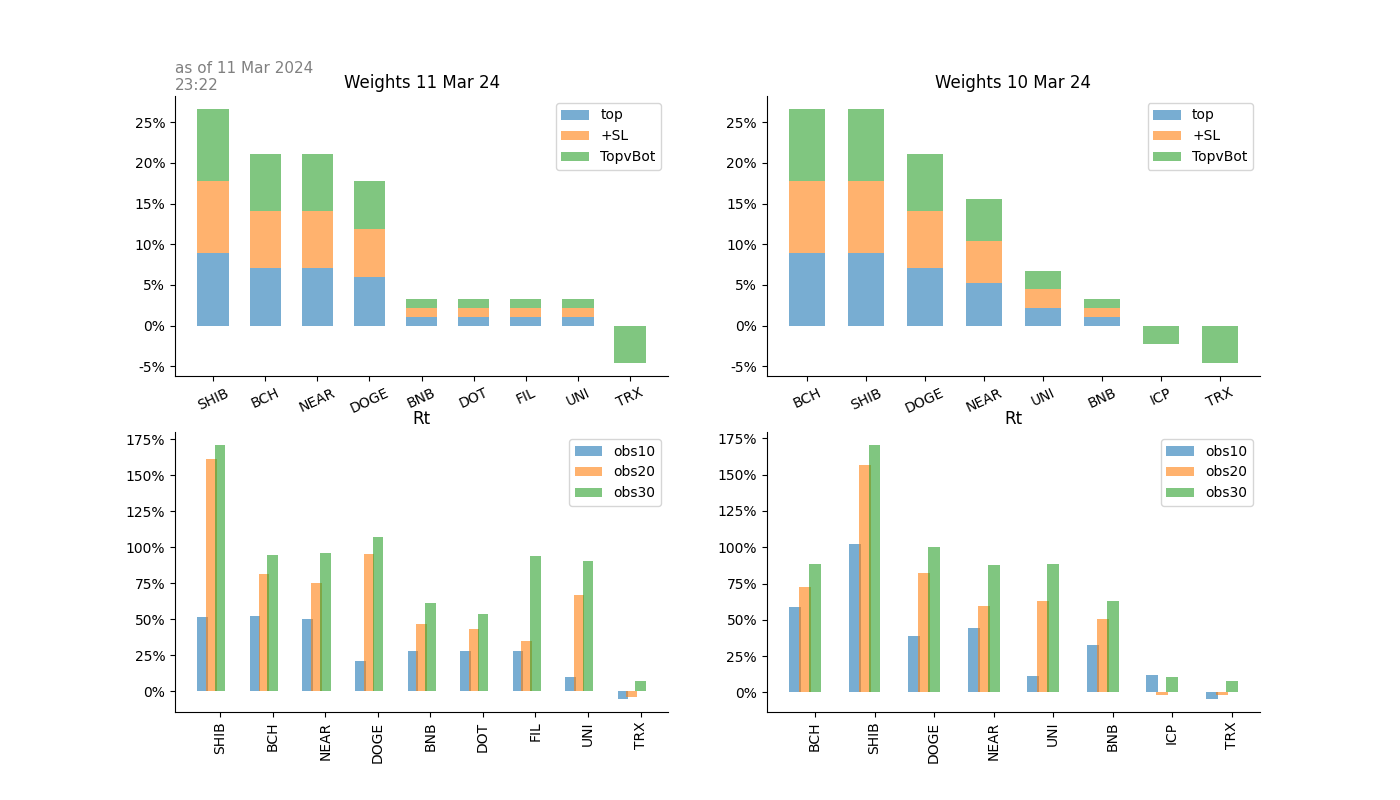 as of 11 Mar 2024
23:22
Weights 11 Mar 24
25%
20%
15%
10%
5%
0%
-5%
top
+SL
TopvBot
SHIB BCH NEAR DOGE BNB DOT FIL UNI TRX
Weights 10 Mar 24
25%
20%
15%
10%
5%
0%
-5%
top
+SL
TopvBot
BCH SHIB DOGE NEAR UNI BNB ICP TRX
Rt
175%
150%
125%
100%
75%
50%
25%
0%
obs10
obs20
obs30
SHIB BCH NEAR DOGE BNB DOT FIL UNI TRX
Rt
175%
150%
125%
100%
75%
50%
25%
0%
obs10
obs20
obs30
BCH SHIB DOGE NEAR UNI BNB ICP TRX